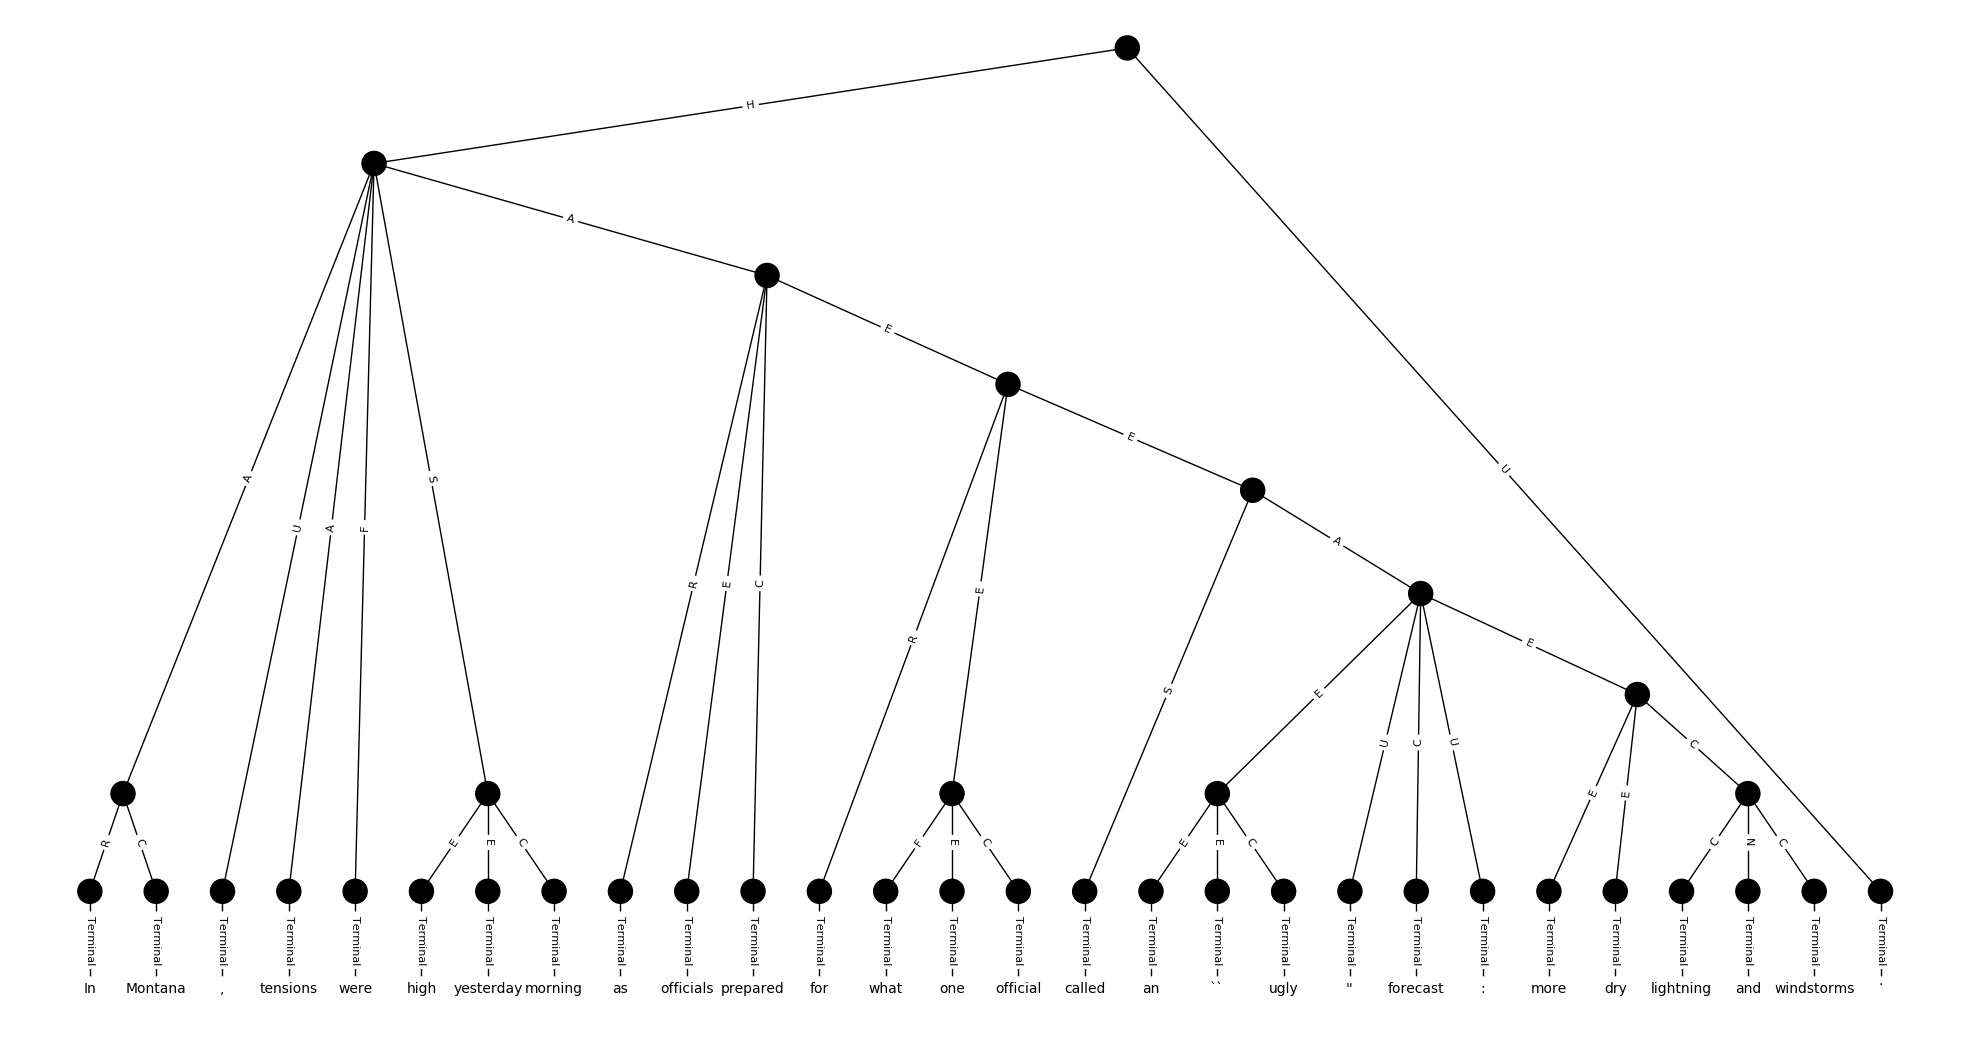 H
U
A
U
A
F
S
A
R
E
C
E
R
E
E
S
A
E
U
C
U
E
E
E
C
R
C
E
E
C
F
E
C
E
E
C
C
N
C
Terminal Terminal Terminal Terminal Terminal Terminal Terminal Terminal Terminal Terminal Terminal Terminal Terminal Terminal Terminal Terminal Terminal Terminal Terminal Terminal Terminal Terminal Terminal Terminal Terminal Terminal Terminal Terminal
In Montana , tensions were high yesterday morning as officials prepared for what one official called an `` ugly " forecast : more dry lightning and windstorms .